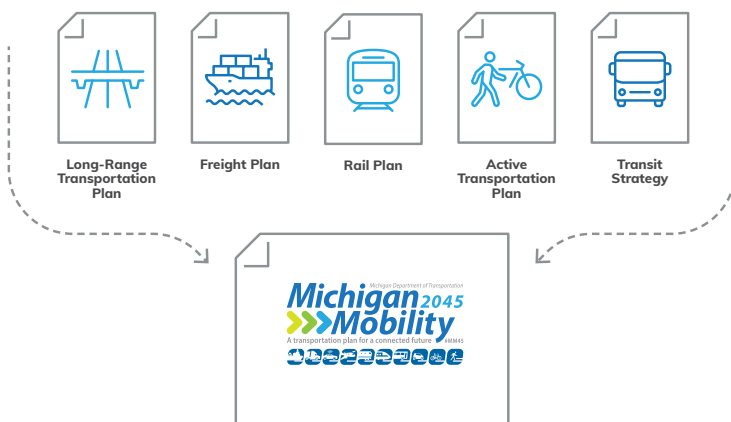 Long-Range
Transportation
Plan
Freight Plan
Rail Plan
Active
Transportation
Plan
Transit
Strategy
Michigan Department of Transportation
Michigan 2045
Mobility
A transportation plan for a connected future #MM45